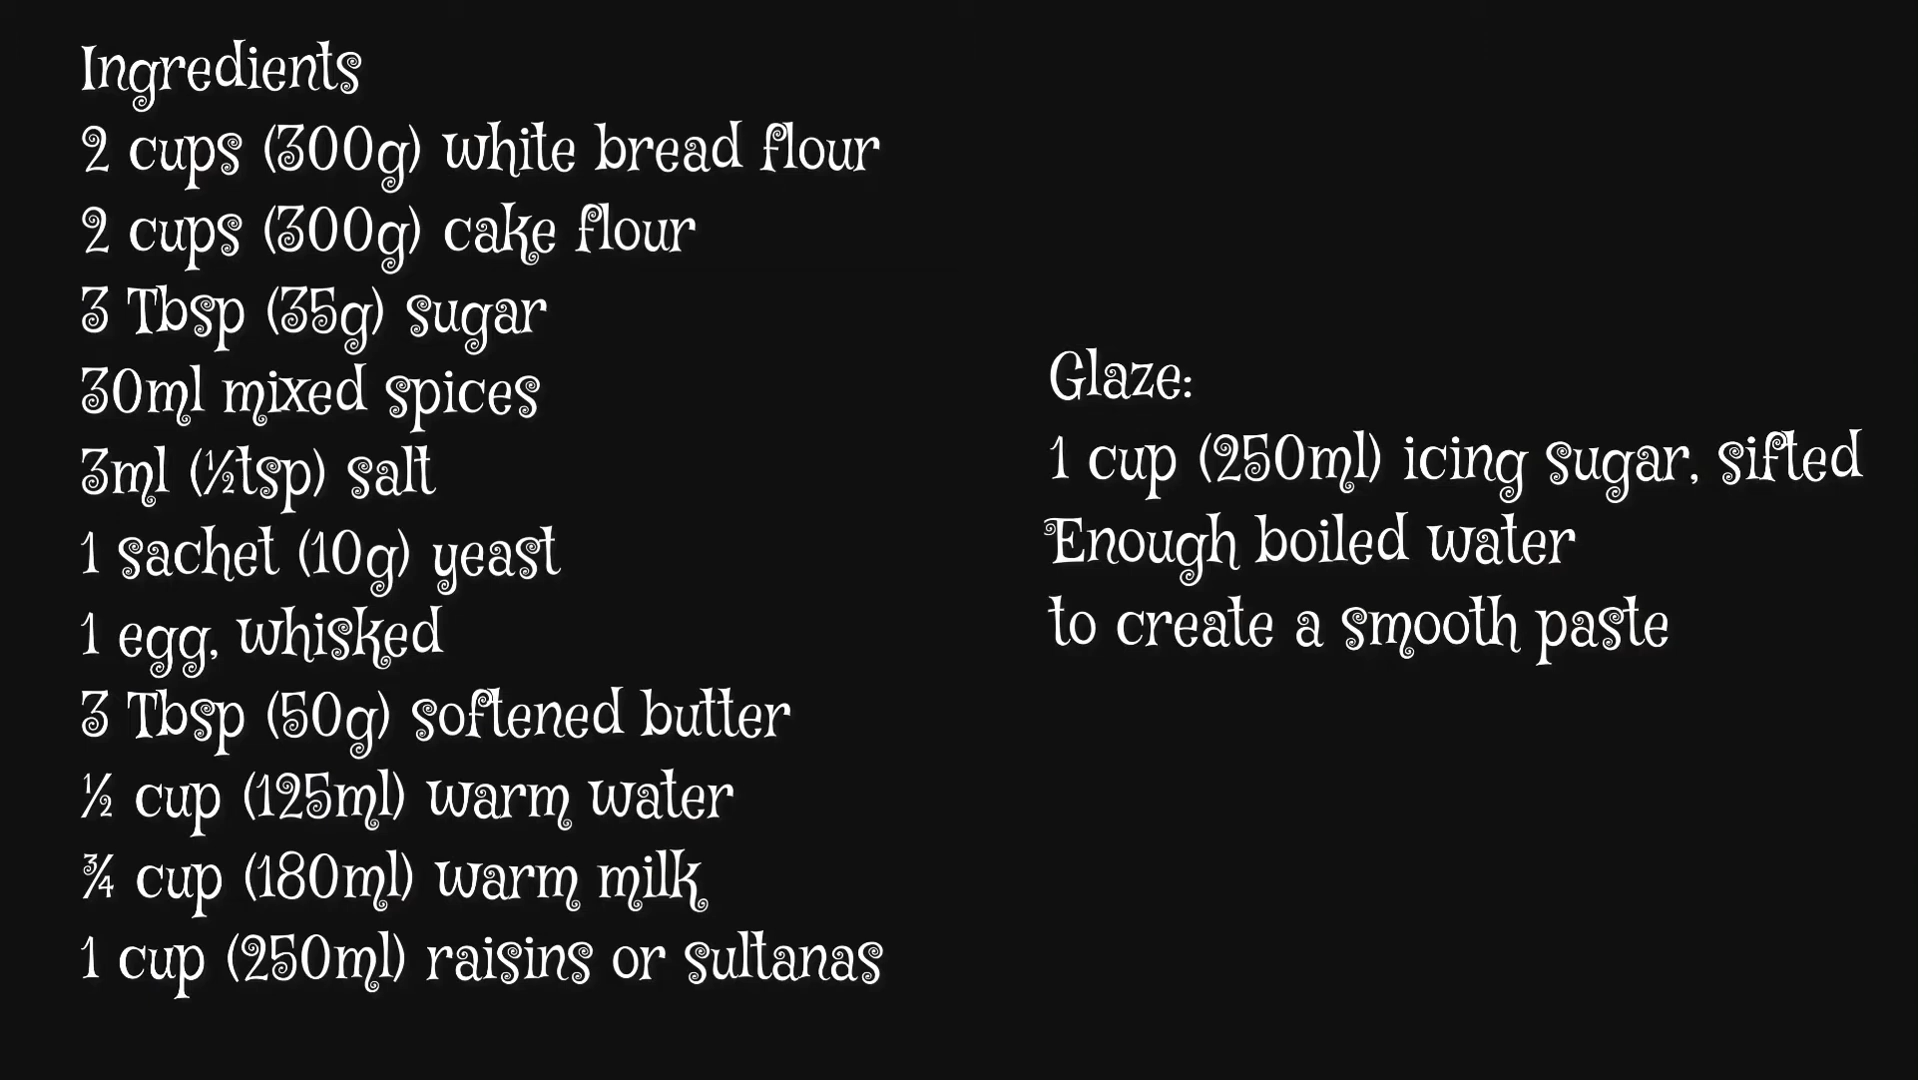 Ingredients
2 cups (300g) white bread flour
2 cups (300g) cake flour
3 Tbsp (35g) sugar
30ml mixed spices
3ml (½tsp) salt
1 sachet (10g) yeast
1 egg, whisked
3 Tbsp (50g) softened butter
½ cup (125ml) warm water
¾ cup (180ml) warm milk
1 cup (250ml) raisins or sultanas
Glaze:
1 cup (250ml) icing sugar, sifted
Enough boiled water
to create a smooth paste